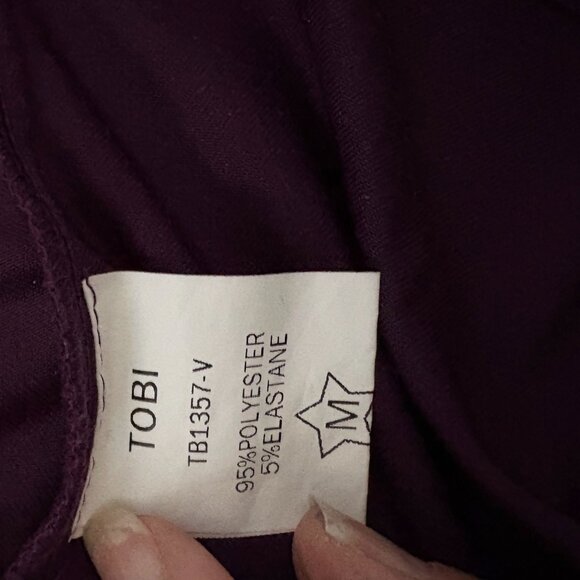 TOBI
TB1357-V
95%POLYESTER
5%ELASTANE
M